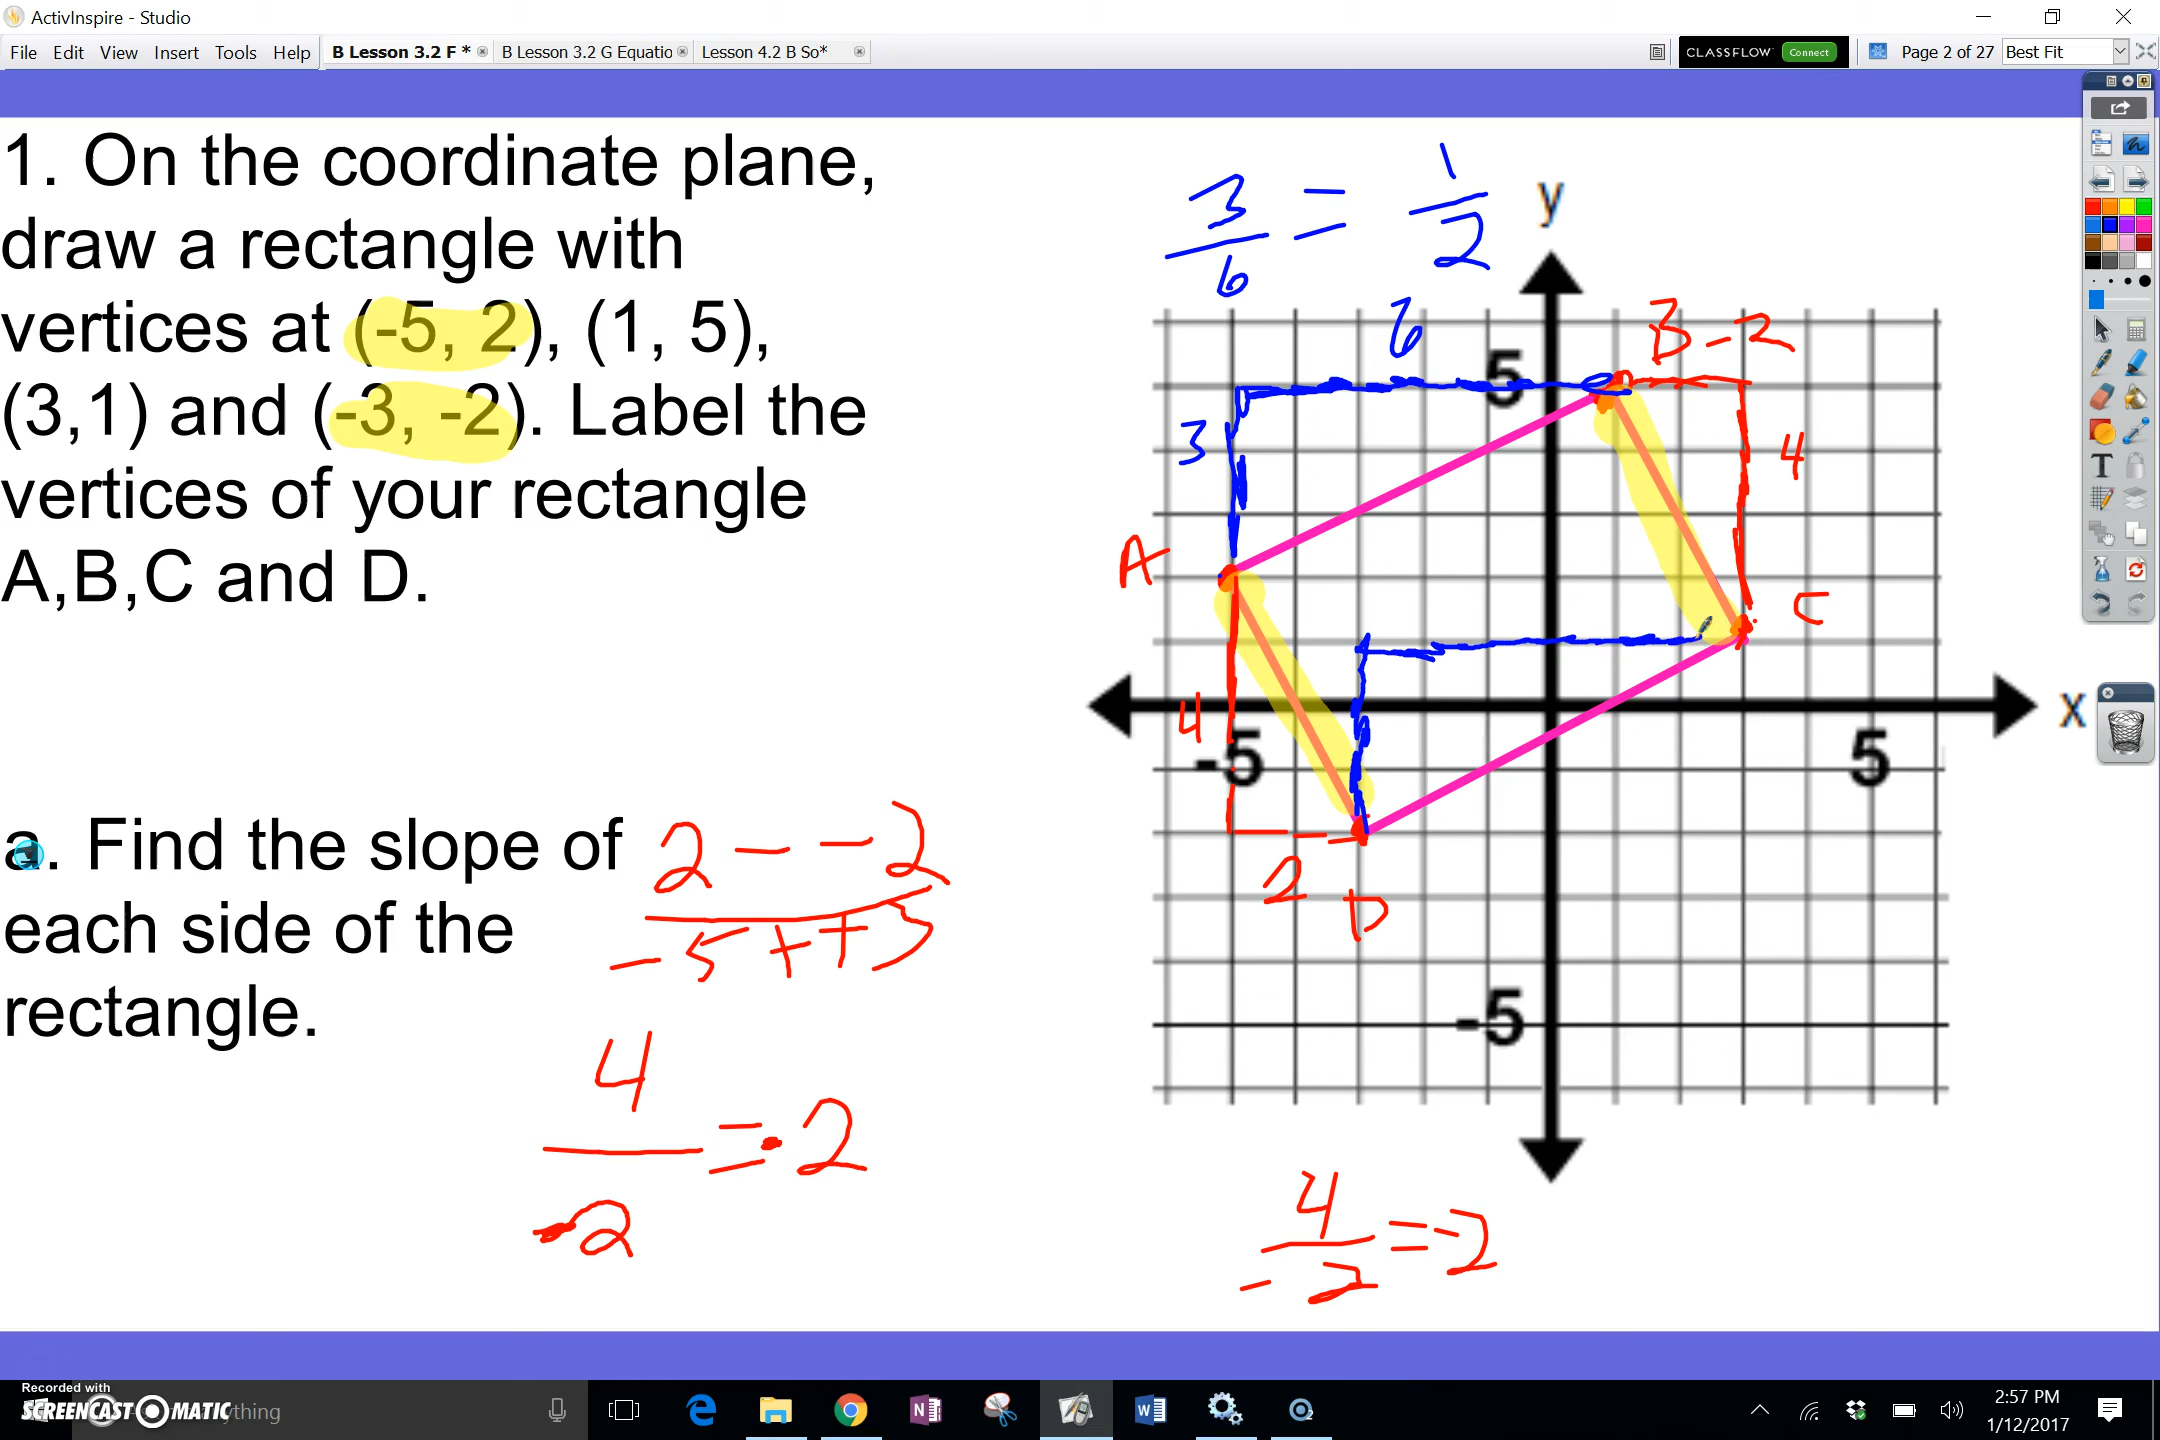 ActivInspire - Studio
File Edit View Insert Tools Help
B Lesson 3.2 F * B Lesson 3.2 G Equatio Lesson 4.2 B So*
CLASSFLOW Connect
Page 2 of 27 Best Fit
1. On the coordinate plane,
draw a rectangle with
vertices at (-5, 2), (1, 5),
(3,1) and (-3, -2). Label the
vertices of your rectangle
A,B,C and D.
a. Find the slope of
each side of the
rectangle.
2 - -2
-5 + +3
4
= -2
-2
3 = 1
6 2
y
6
B -2
5
3
4
A
C
4
x
-5
5
2
D
-5
4
= -2
-2
Recorded with
SCREENCAST O MATIC
thing
2:57 PM
1/12/2017